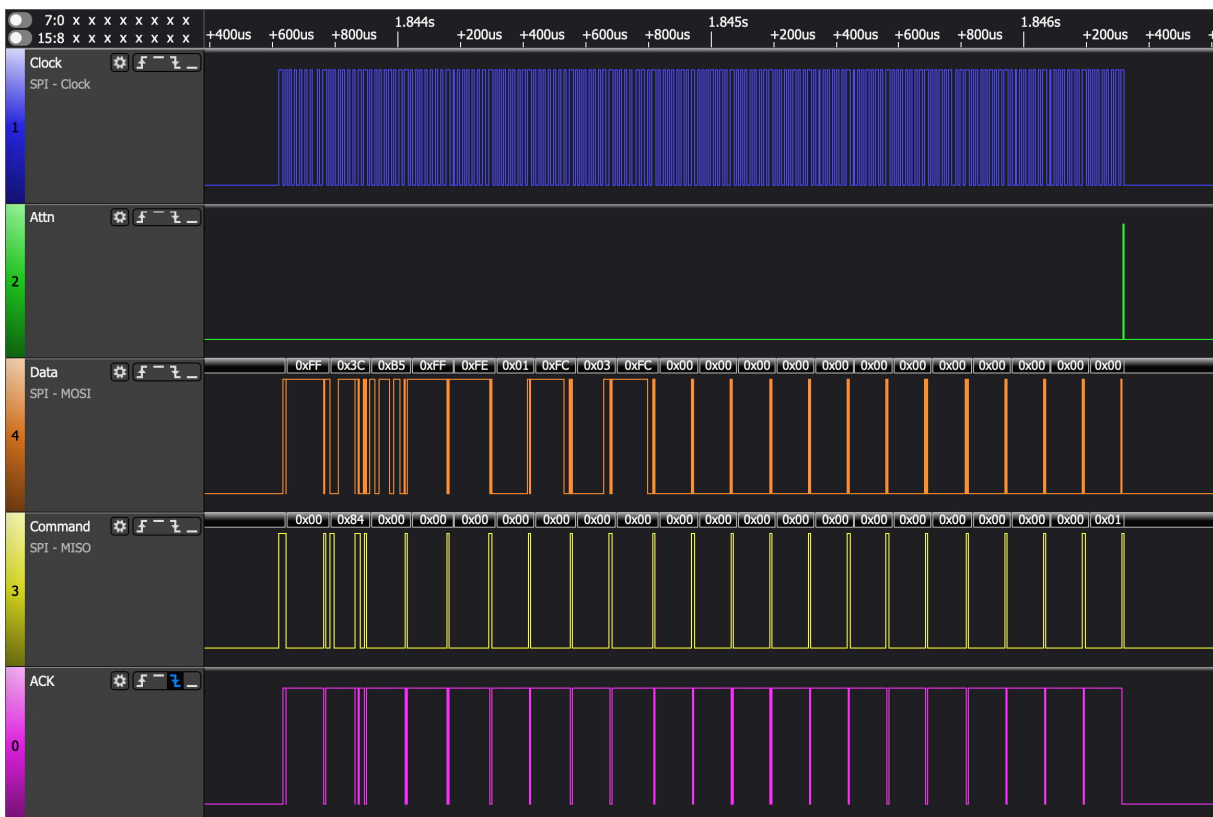 7:0 x x x x x x x x
15:8 x x x x x x x x
1.844s 1.845s 1.846s
+400us +600us +800us +200us +400us +600us +800us +200us +400us +600us +800us +200us +400us
Clock
SPI - Clock
1
Attn
2
Data
SPI - MOSI
4
0xFF 0x3C 0xB5 0xFF 0xFE 0x01 0xFC 0x03 0xFC 0x00 0x00 0x00 0x00 0x00 0x00 0x00 0x00 0x00 0x00 0x00 0x00
Command
SPI - MISO
3
0x00 0x84 0x00 0x00 0x00 0x00 0x00 0x00 0x00 0x00 0x00 0x00 0x00 0x00 0x00 0x00 0x00 0x00 0x00 0x00 0x01
ACK
0